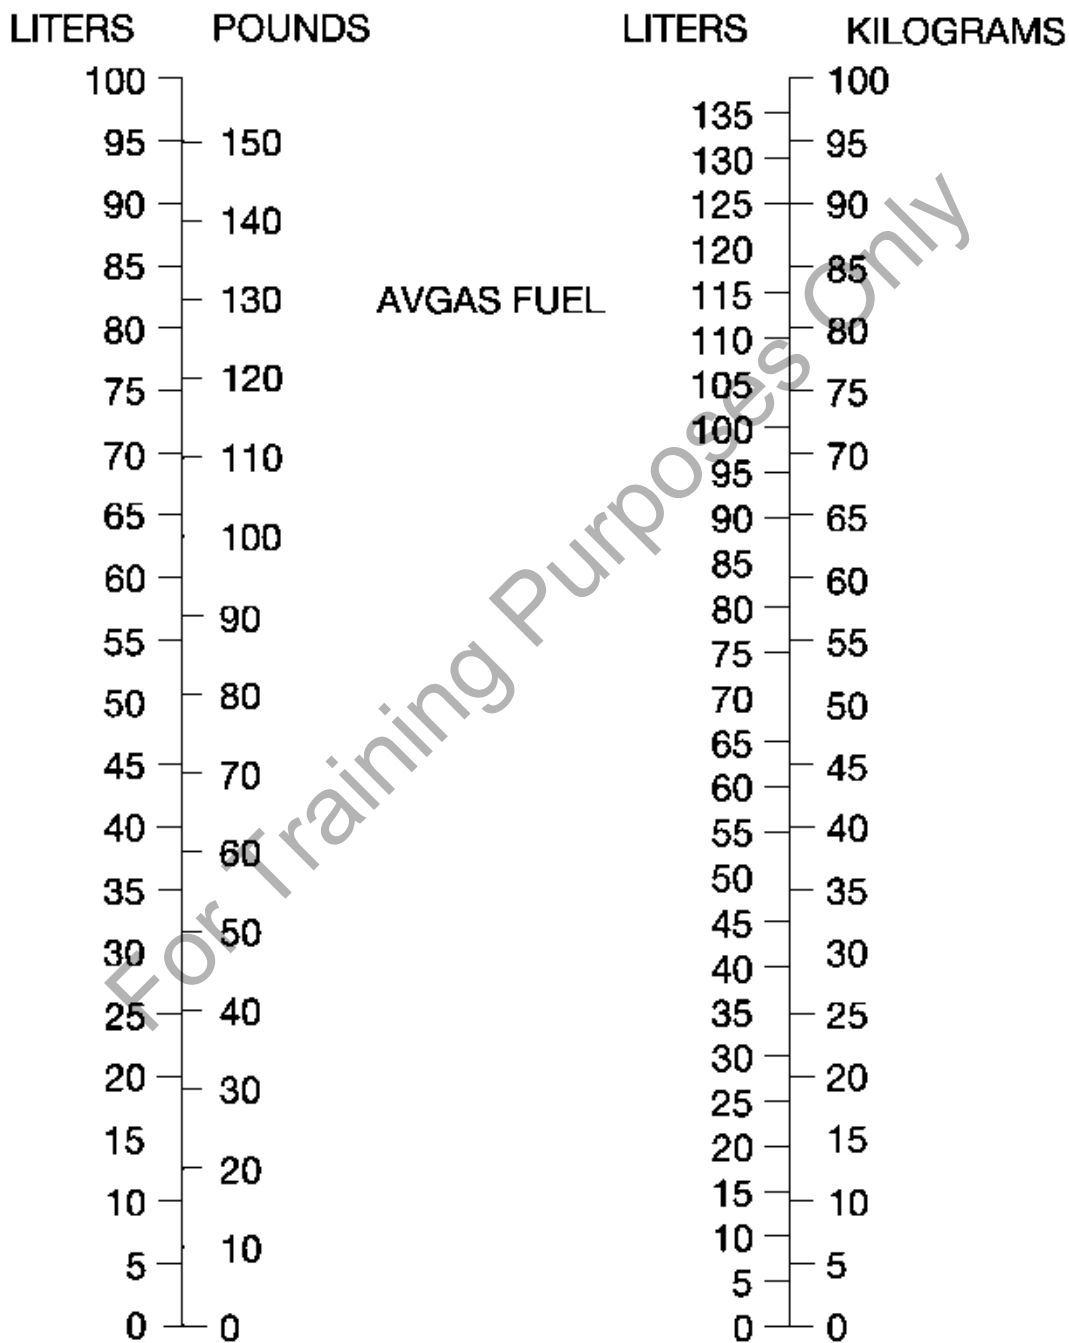 LITERS POUNDS LITERS KILOGRAMS
100 100
135
95 150 95
130
90 125 90
140
120
85 85
130 AVGAS FUEL 115
80 110 80
120
75 105 75
100
70 110 95 70
65 90 65
100
85
60 60
90 80
55 75 55
50 80 70 50
65
45 70 45
60
40 55 40
60
35 50 35
50 45
30 40 30
25 40 35 25
30
20 30 20
25
15 20 15
20
10 15 10
10 10
5 5
5
0 0 0 0
For Training Purposes Only